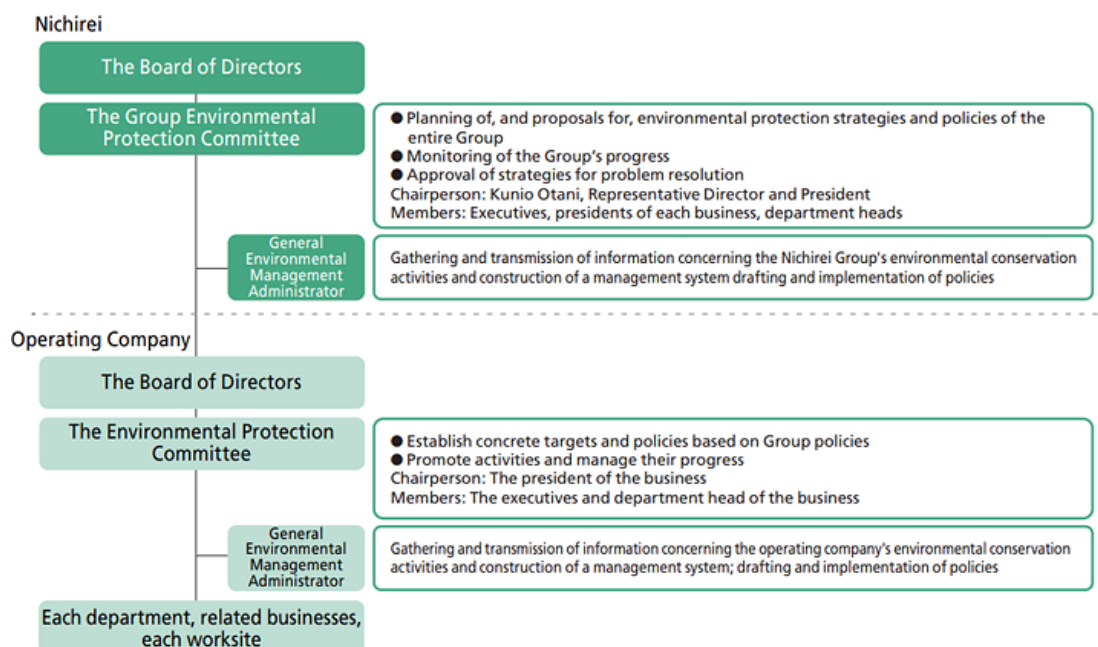 Nichirei
The Board of Directors
The Group Environmental
Protection Committee
● Planning of, and proposals for, environmental protection strategies and policies of the
entire Group
● Monitoring of the Group's progress
● Approval of strategies for problem resolution
Chairperson: Kunio Otani, Representative Director and President
Members: Executives, presidents of each business, department heads
General
Environmental
Management
Administrator
Gathering and transmission of information concerning the Nichirei Group's environmental conservation
activities and construction of a management system drafting and implementation of policies
Operating Company
The Board of Directors
The Environmental Protection
Committee
● Establish concrete targets and policies based on Group policies
● Promote activities and manage their progress
Chairperson: The president of the business
Members: The executives and department head of the business
General
Environmental
Management
Administrator
Gathering and transmission of information concerning the operating company's environmental conservation
activities and construction of a management system; drafting and implementation of policies
Each department, related businesses,
each worksite